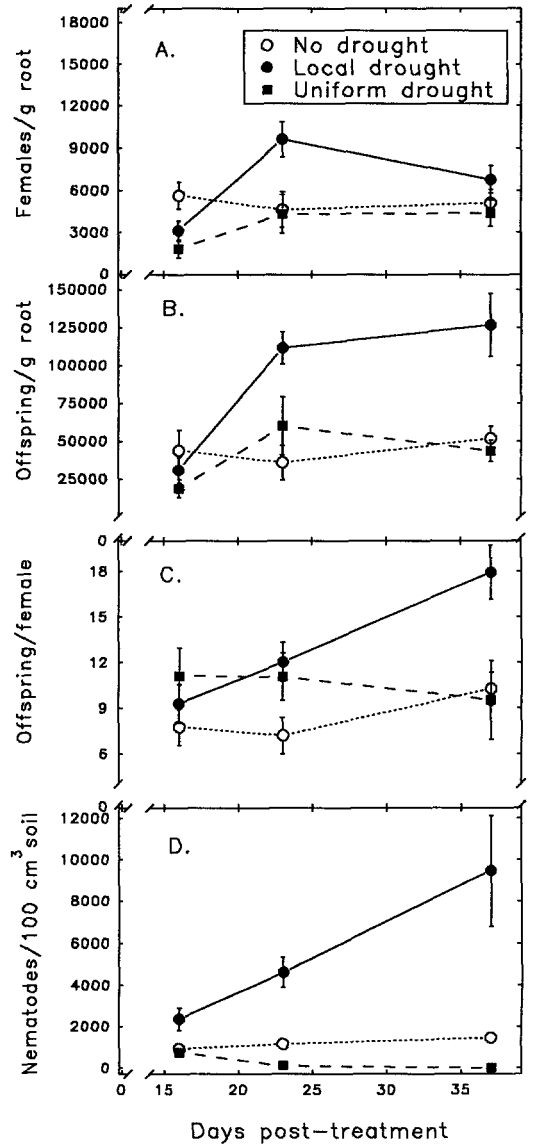 18000
A.
No drought
Local drought
Uniform drought
15000
12000
9000
6000
3000
0
Females/g root
150000
B.
125000
100000
75000
50000
25000
0
Offspring/g root
18
C.
15
12
9
6
0
Offspring/female
12000
D.
10000
8000
6000
4000
2000
0
Nematodes/100 cm³ soil
0 15 20 25 30 35
Days post-treatment